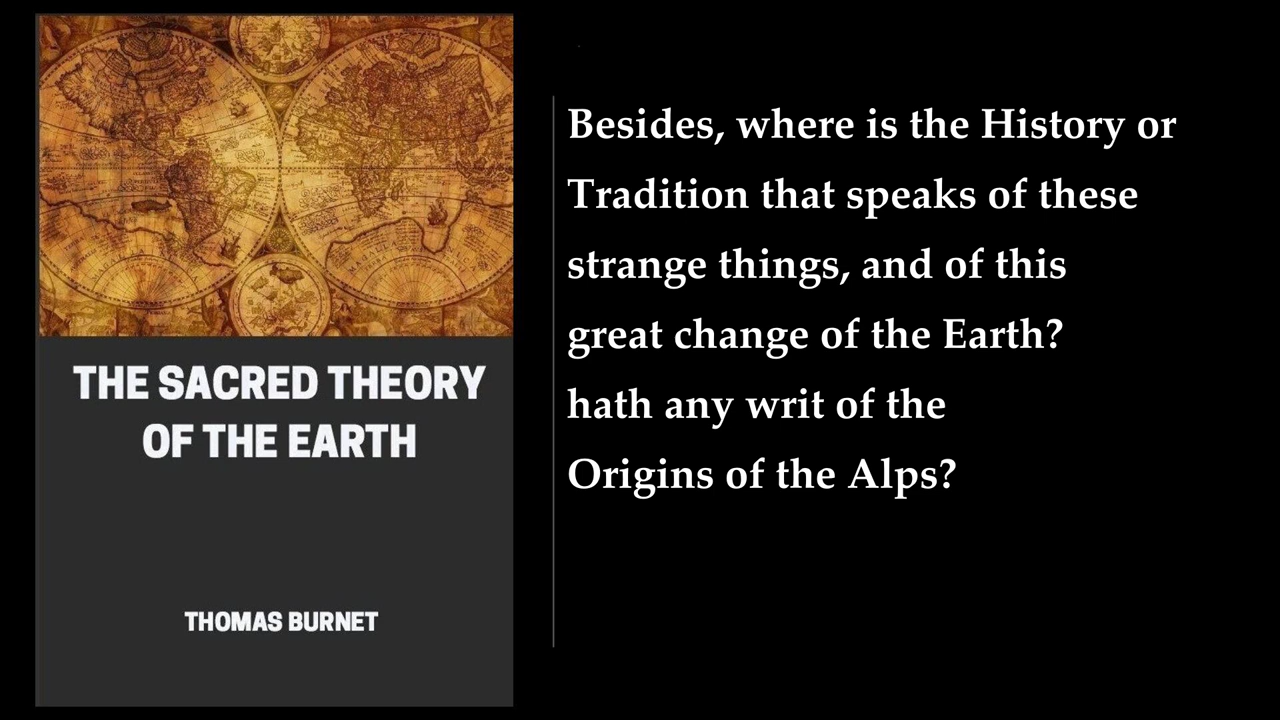 THE SACRED THEORY
OF THE EARTH
THOMAS BURNET
Besides, where is the History or
Tradition that speaks of these
strange things, and of this
great change of the Earth?
hath any writ of the
Origins of the Alps?